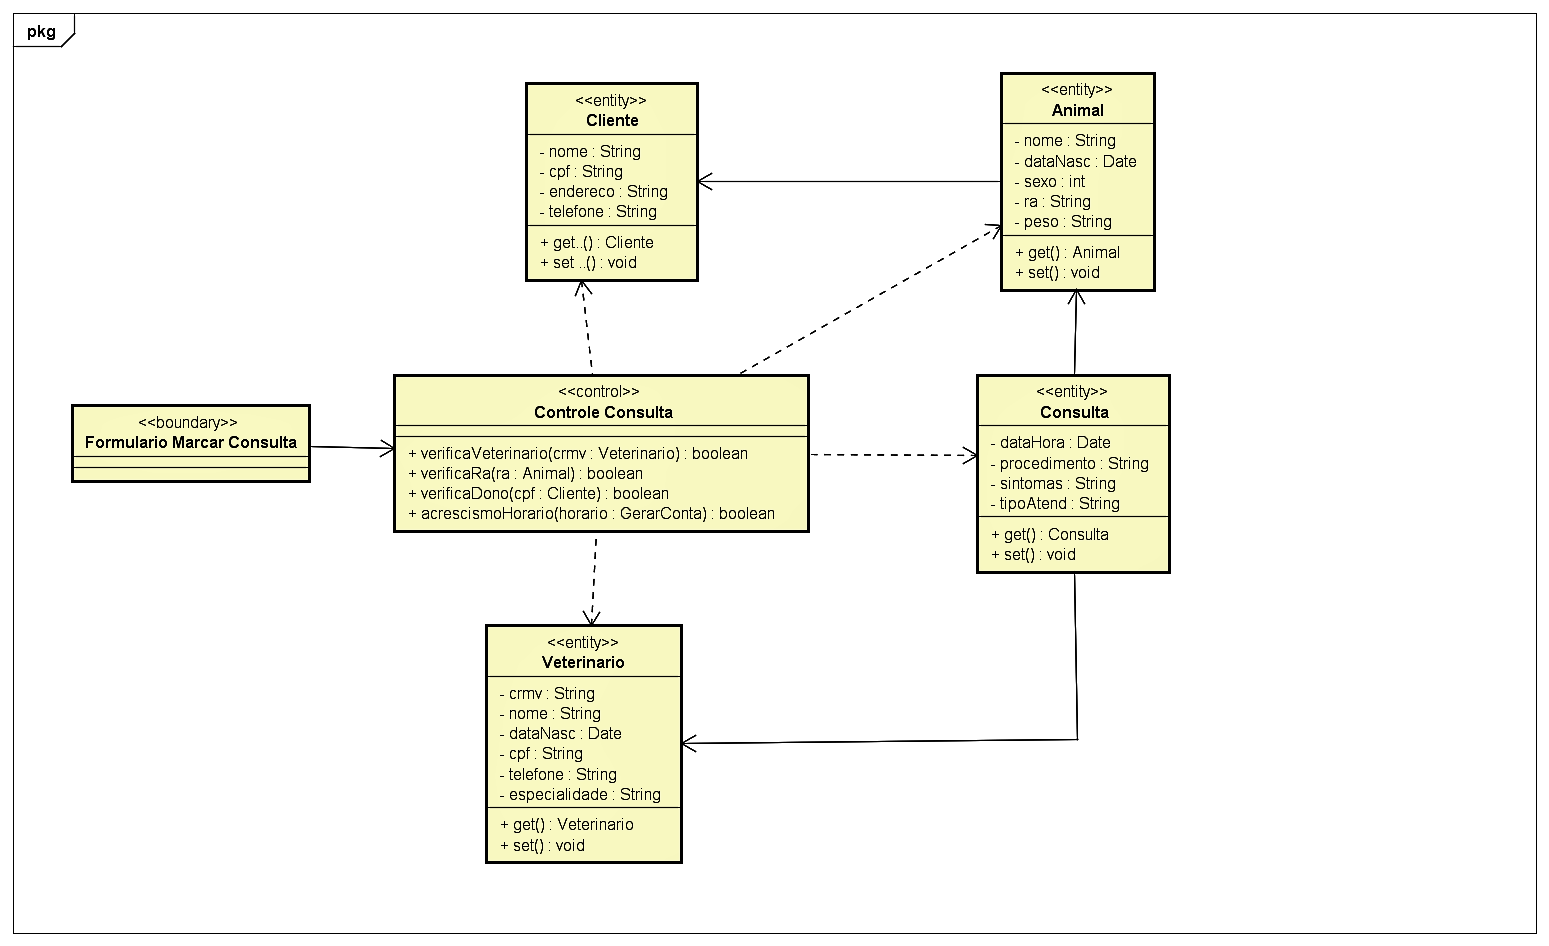 pkg
<<entity>>
Cliente
- nome : String
- cpf : String
- endereco : String
- telefone : String
+ get..() : Cliente
+ set ..() : void
<<entity>>
Animal
- nome : String
- dataNasc : Date
- sexo : int
- ra : String
- peso : String
+ get() : Animal
+ set() : void
<<boundary>>
Formulario Marcar Consulta
<<control>>
Controle Consulta
+ verificaVeterinario(crmv : Veterinario) : boolean
+ verificaRa(ra : Animal) : boolean
+ verificaDono(cpf : Cliente) : boolean
+ acrescismoHorario(horario : GerarConta) : boolean
<<entity>>
Consulta
- dataHora : Date
- procedimento : String
- sintomas : String
- tipoAtend : String
+ get() : Consulta
+ set() : void
<<entity>>
Veterinario
- crmv : String
- nome : String
- dataNasc : Date
- cpf : String
- telefone : String
- especialidade : String
+ get() : Veterinario
+ set() : void